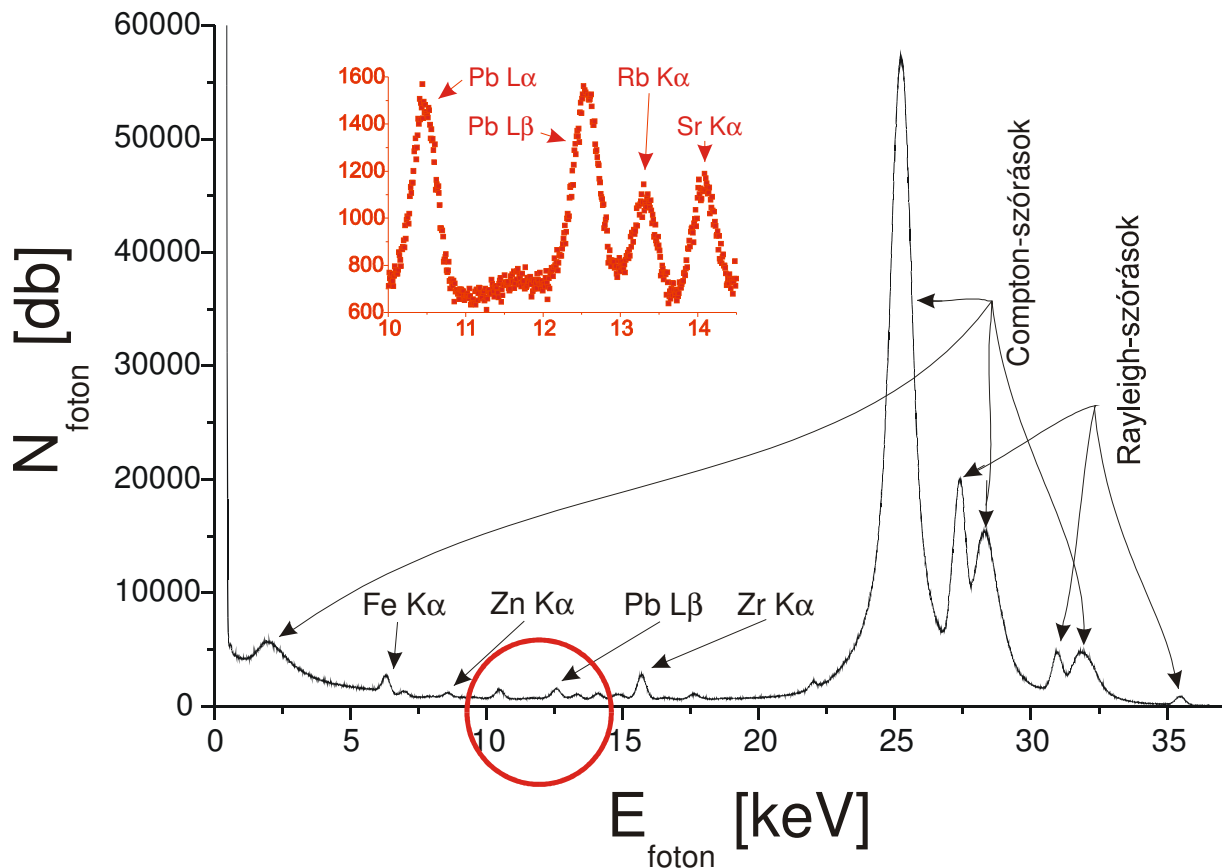 60000
50000
40000
30000
20000
10000
0
N foton [db]
1600
1400
1200
1000
800
600
10 11 12 13 14
Pb Lα
Pb Lβ
Rb Kα
Sr Kα
Compton-szórások
Rayleigh-szórások
Fe Kα
Zn Kα
Pb Lβ
Zr Kα
0 5 10 15 20 25 30 35
E foton [keV]